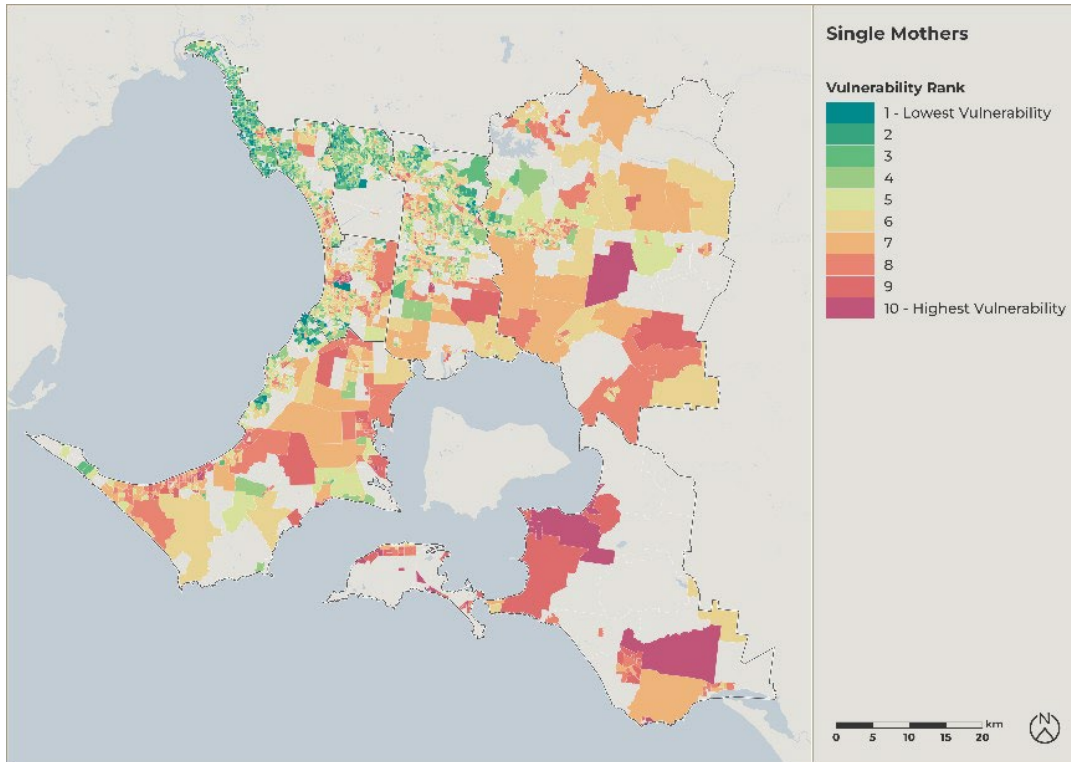 Single Mothers
Vulnerability Rank
1 - Lowest Vulnerability
2
3
4
5
6
7
8
9
10 - Highest Vulnerability
km
0 5 10 15 20
N